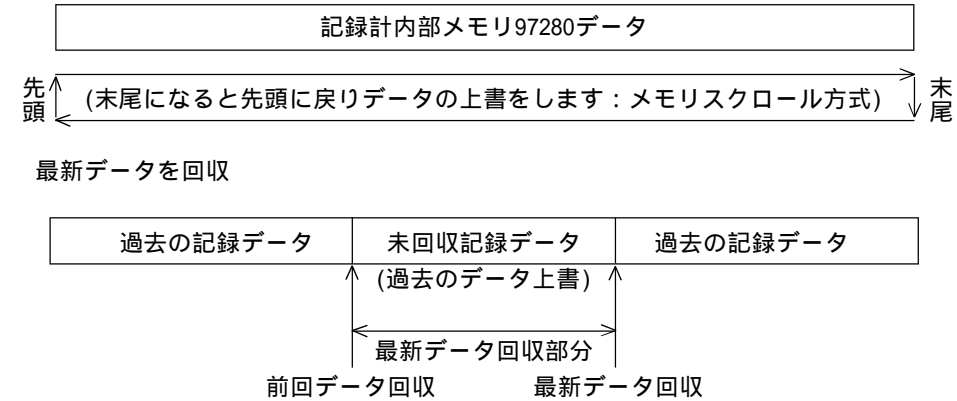 記録計内部メモリ97280データ
先頭
(末尾になると先頭に戻りデータの上書をします：メモリスクロール方式)
末尾
最新データを回収
過去の記録データ
未回収記録データ
過去の記録データ
(過去のデータ上書)
最新データ回収部分
前回データ回収
最新データ回収